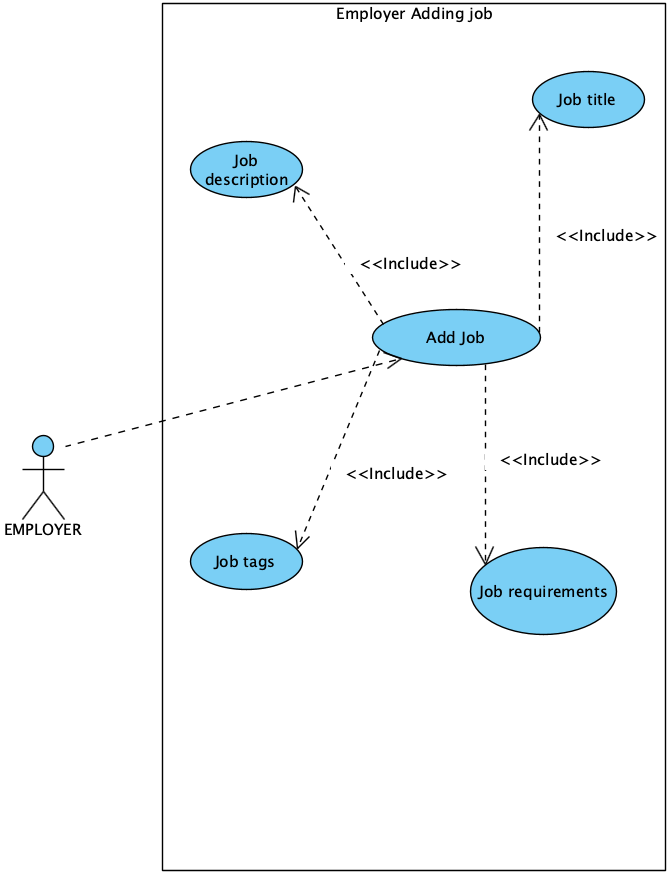 Employer Adding job
Job title
Job
description
<<Include>>
<<Include>>
Add Job
<<Include>>
<<Include>>
EMPLOYER
Job tags
Job requirements